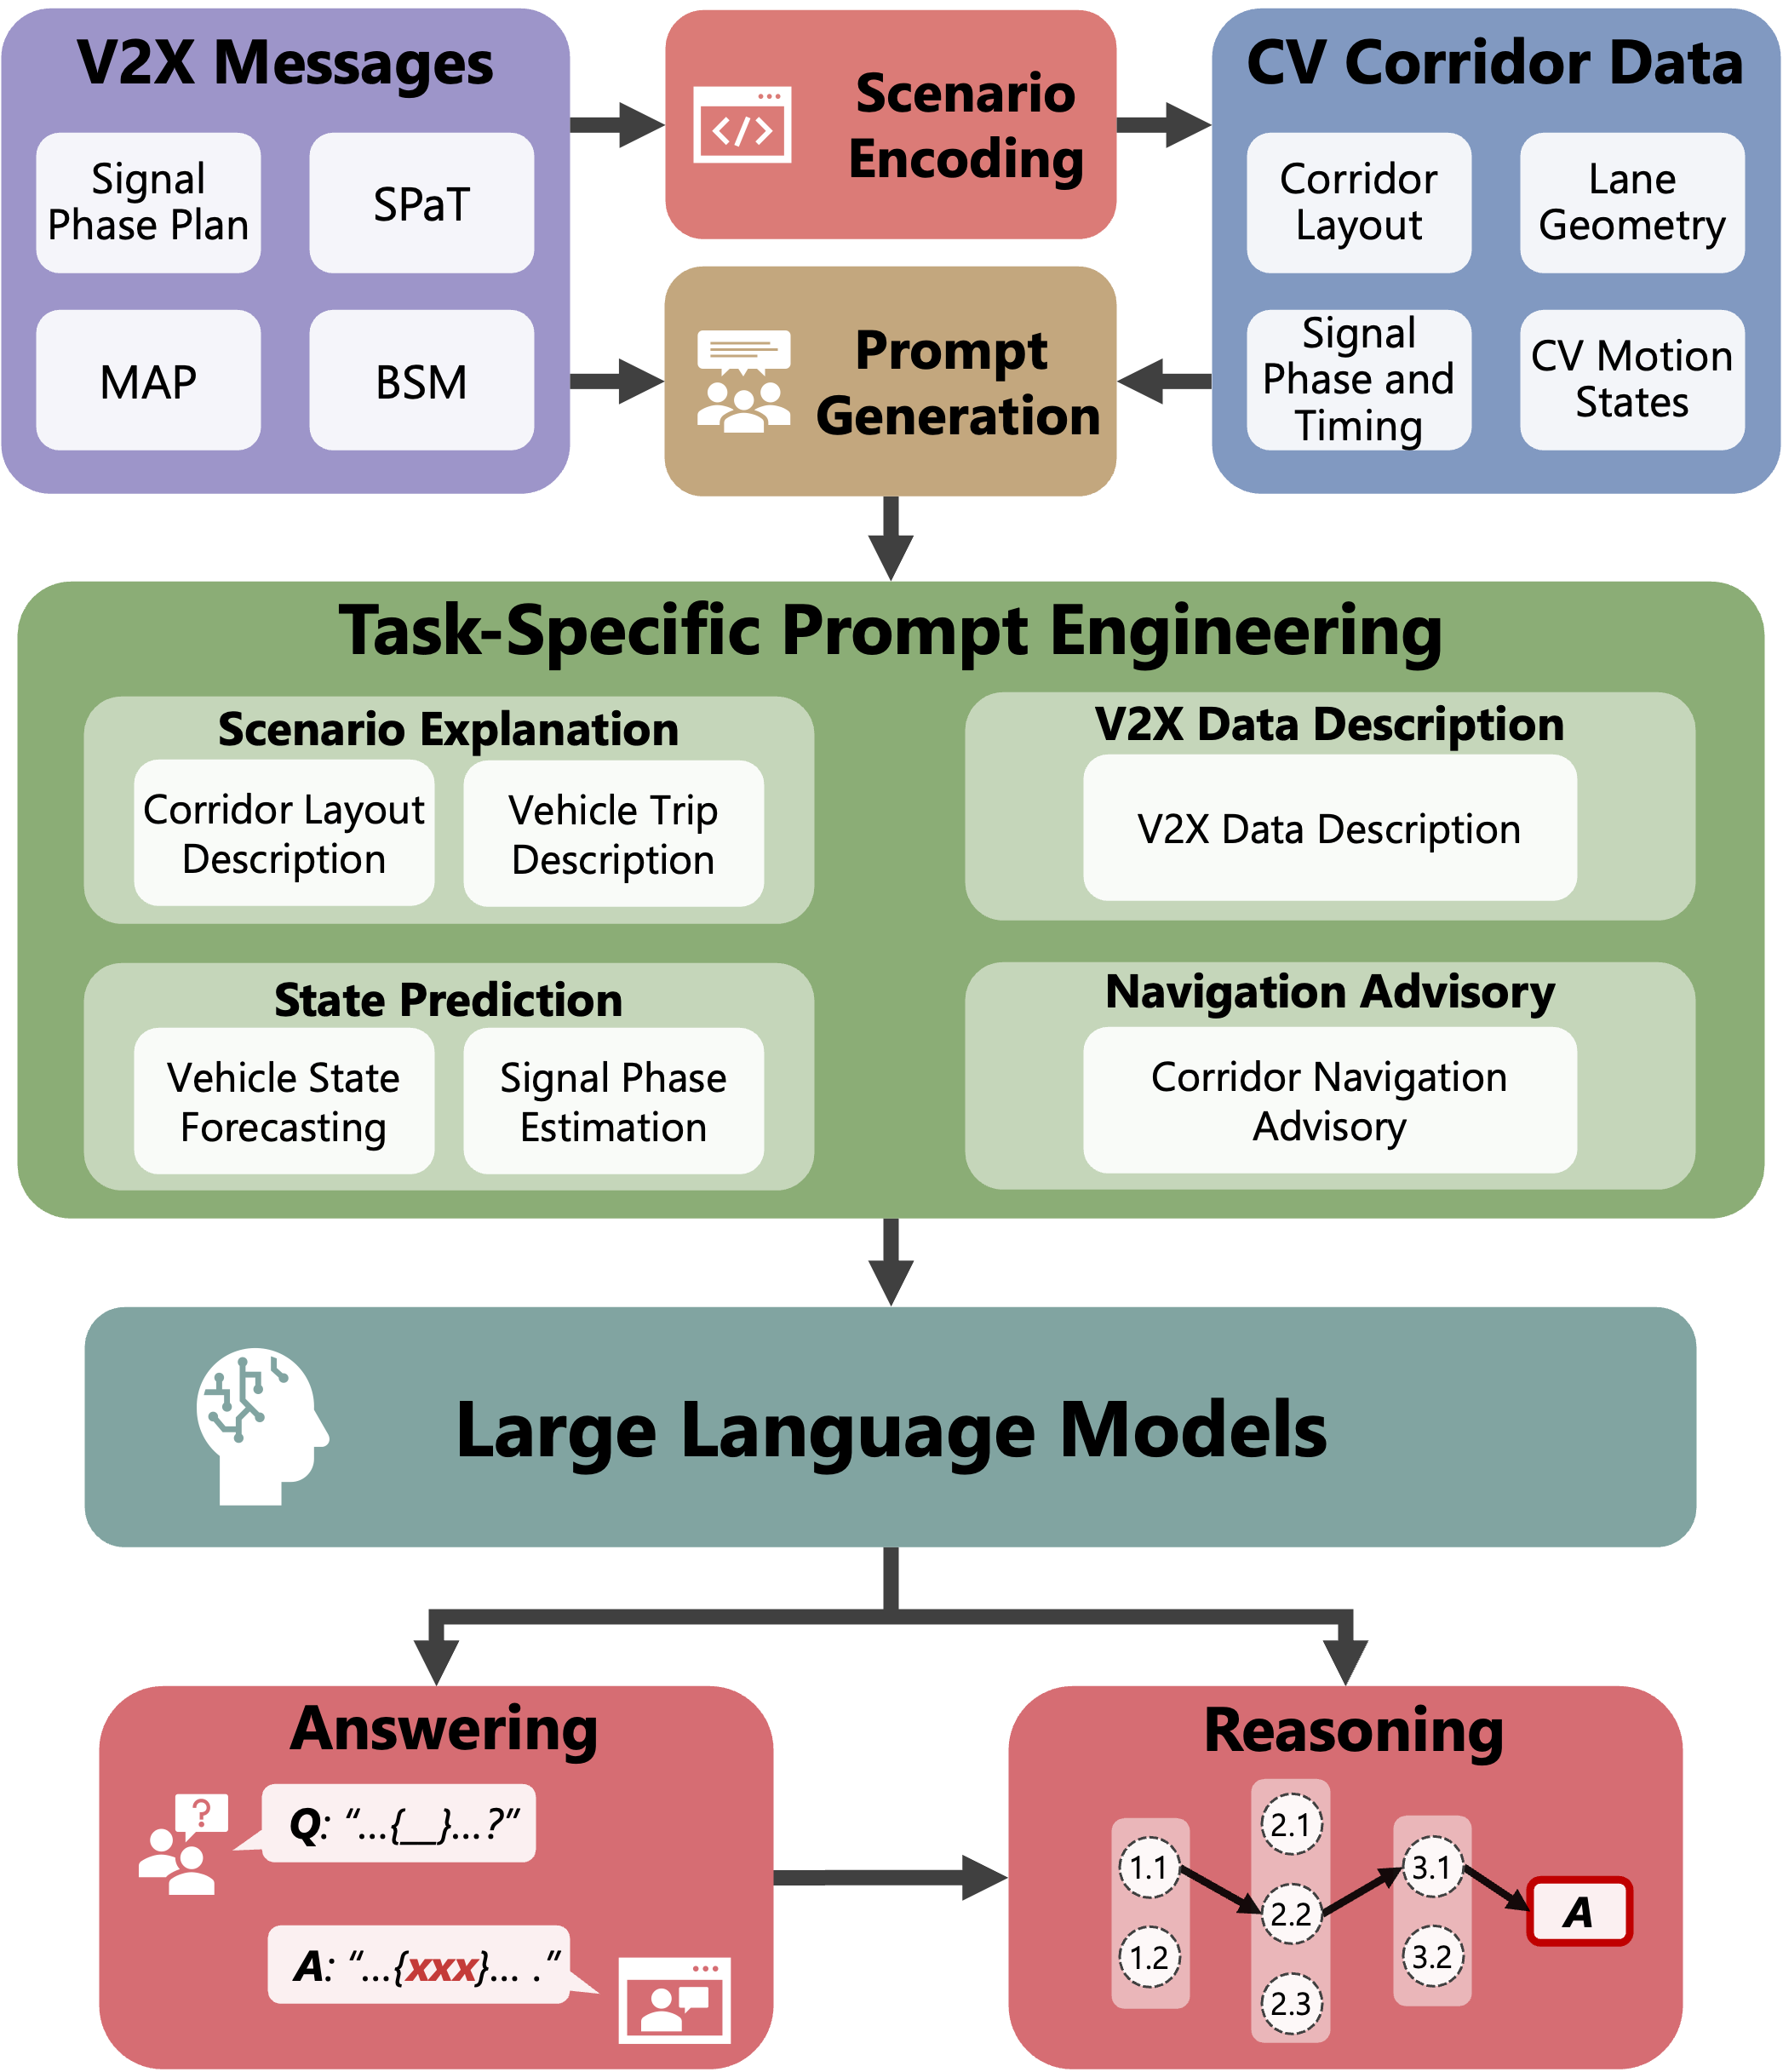 V2X Messages
Signal
Phase Plan
SPaT
MAP
BSM
Scenario
Encoding
Prompt
Generation
CV Corridor Data
Corridor
Layout
Lane
Geometry
Signal
Phase and
Timing
CV Motion
States
Task-Specific Prompt Engineering
Scenario Explanation
Corridor Layout
Description
Vehicle Trip
Description
V2X Data Description
V2X Data Description
State Prediction
Vehicle State
Forecasting
Signal Phase
Estimation
Navigation Advisory
Corridor Navigation
Advisory
Large Language Models
Answering
?
Q: “...{__}...?”
A: “...{xxx}... .”
Reasoning
1.1
1.2
2.1
2.2
2.3
3.1
3.2
A